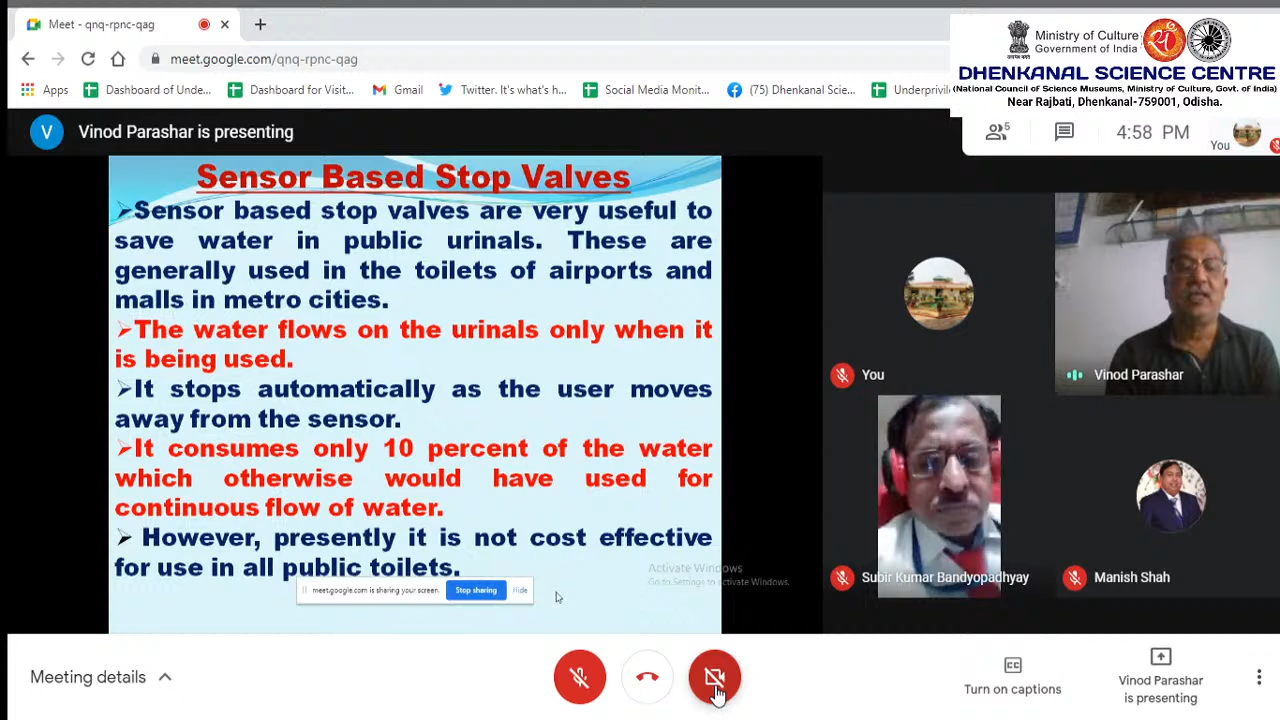 Meet - qnq-rpnc-qag
meet.google.com/qnq-rpnc-qag
Apps
Dashboard of Unde...
Dashboard for Visit...
Gmail
Twitter. It's what's h...
Social Media Monit...
(75) Dhenkanal Scie...
Underprivile
Ministry of Culture
Government of India
DHENKANAL SCIENCE CENTRE
(National Council of Science Museums, Ministry of Culture, Govt. of India)
Near Rajbati, Dhenkanal-759001, Odisha.
V
Vinod Parashar is presenting
5
4:58 PM
You
Sensor Based Stop Valves
➢Sensor based stop valves are very useful to
save water in public urinals. These are
generally used in the toilets of airports and
malls in metro cities.
➢The water flows on the urinals only when it
is being used.
➢It stops automatically as the user moves
away from the sensor.
➢It consumes only 10 percent of the water
which otherwise would have used for
continuous flow of water.
➢ However, presently it is not cost effective
for use in all public toilets.
meet.google.com is sharing your screen.
Stop sharing
Hide
Activate Windows
Go to Settings to activate Windows.
You
Vinod Parashar
Subir Kumar Bandyopadhyay
Manish Shah
Meeting details
CC
Turn on captions
Vinod Parashar
is presenting